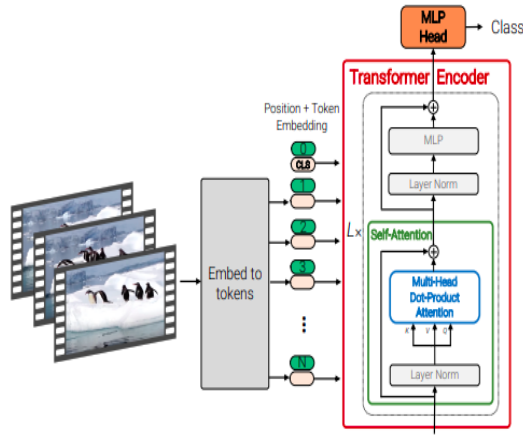 MLP
Head
Class
Transformer Encoder
Position + Token
Embedding
0
CLS
1
2
3
N
Embed to
tokens
L×
MLP
Layer Norm
Self-Attention
Multi-Head
Dot-Product
Attention
K V Q
Layer Norm